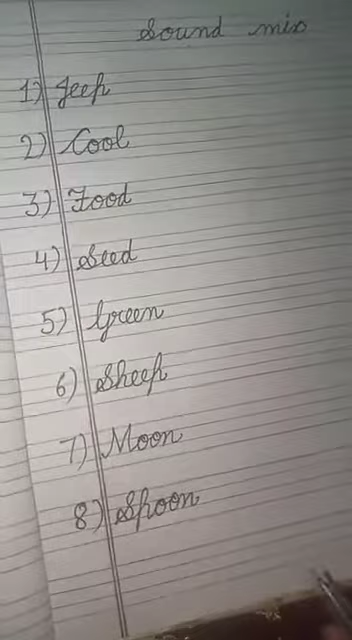 Sound mix
1) Jeep
2) Cool
3) Food
4) Seed
5) Green
6) Sheep
7) Moon
8) Spoon